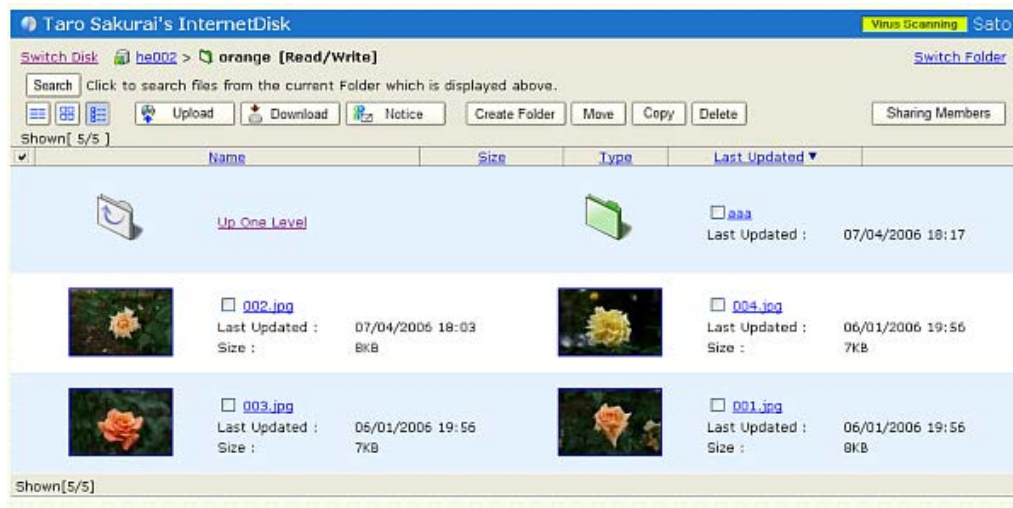 Taro Sakurai's InternetDisk Virus Scanning Sato
Switch Disk he002 > orange [Read/Write] Switch Folder
Search Click to search files from the current Folder which is displayed above.
Upload Download Notice Create Folder Move Copy Delete Sharing Members
Shown[ 5/5 ]
Name Size Type Last Updated ▼
Up One Level aaa
Last Updated : 07/04/2006 18:17
002.jpg 004.jpg
Last Updated : 07/04/2006 18:03 Last Updated : 06/01/2006 19:56
Size : 8KB Size : 7KB
003.jpg 001.jpg
Last Updated : 06/01/2006 19:56 Last Updated : 06/01/2006 19:56
Size : 7KB Size : 8KB
Shown[5/5]